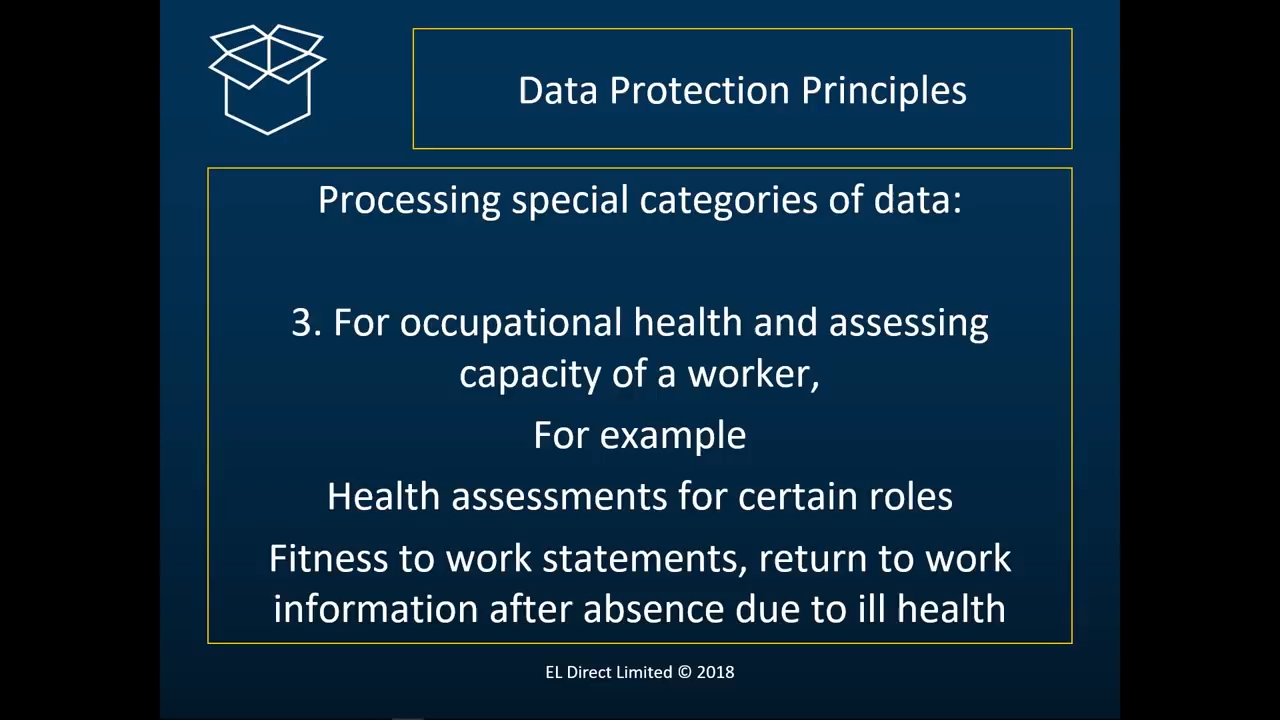 Data Protection Principles
Processing special categories of data:
3. For occupational health and assessing
capacity of a worker,
For example
Health assessments for certain roles
Fitness to work statements, return to work
information after absence due to ill health
EL Direct Limited © 2018